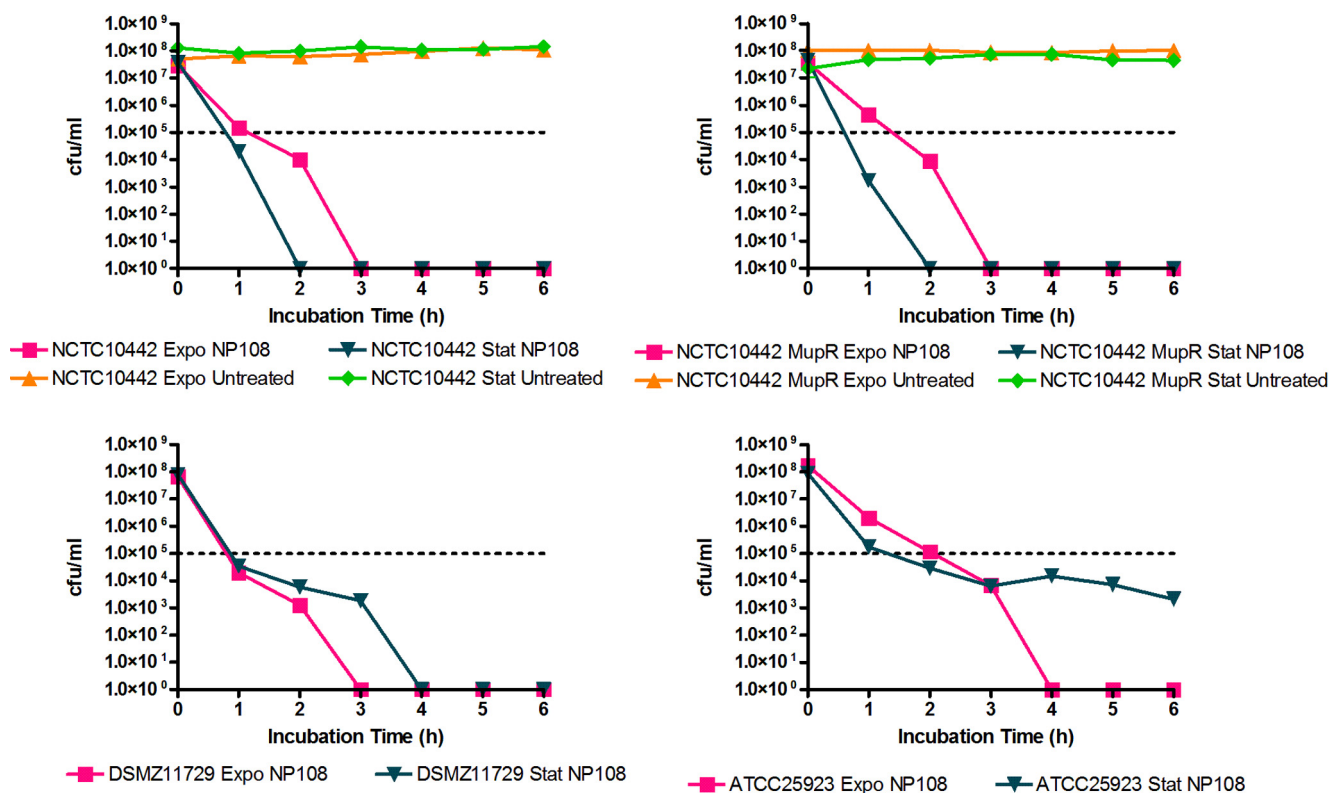 1.0×10⁹
1.0×10⁸
1.0×10⁷
1.0×10⁶
1.0×10⁵
1.0×10⁴
1.0×10³
1.0×10²
1.0×10¹
1.0×10⁰
cfu/ml
0 1 2 3 4 5 6
Incubation Time (h)
NCTC10442 Expo NP108 NCTC10442 Stat NP108
NCTC10442 Expo Untreated NCTC10442 Stat Untreated
1.0×10⁹
1.0×10⁸
1.0×10⁷
1.0×10⁶
1.0×10⁵
1.0×10⁴
1.0×10³
1.0×10²
1.0×10¹
1.0×10⁰
cfu/ml
0 1 2 3 4 5 6
Incubation Time (h)
NCTC10442 MupR Expo NP108 NCTC10442 MupR Stat NP108
NCTC10442 MupR Expo Untreated NCTC10442 MupR Stat Untreated
1.0×10⁹
1.0×10⁸
1.0×10⁷
1.0×10⁶
1.0×10⁵
1.0×10⁴
1.0×10³
1.0×10²
1.0×10¹
1.0×10⁰
cfu/ml
0 1 2 3 4 5 6
Incubation Time (h)
DSMZ11729 Expo NP108 DSMZ11729 Stat NP108
1.0×10⁹
1.0×10⁸
1.0×10⁷
1.0×10⁶
1.0×10⁵
1.0×10⁴
1.0×10³
1.0×10²
1.0×10¹
1.0×10⁰
cfu/ml
0 1 2 3 4 5 6
Incubation Time (h)
ATCC25923 Expo NP108 ATCC25923 Stat NP108